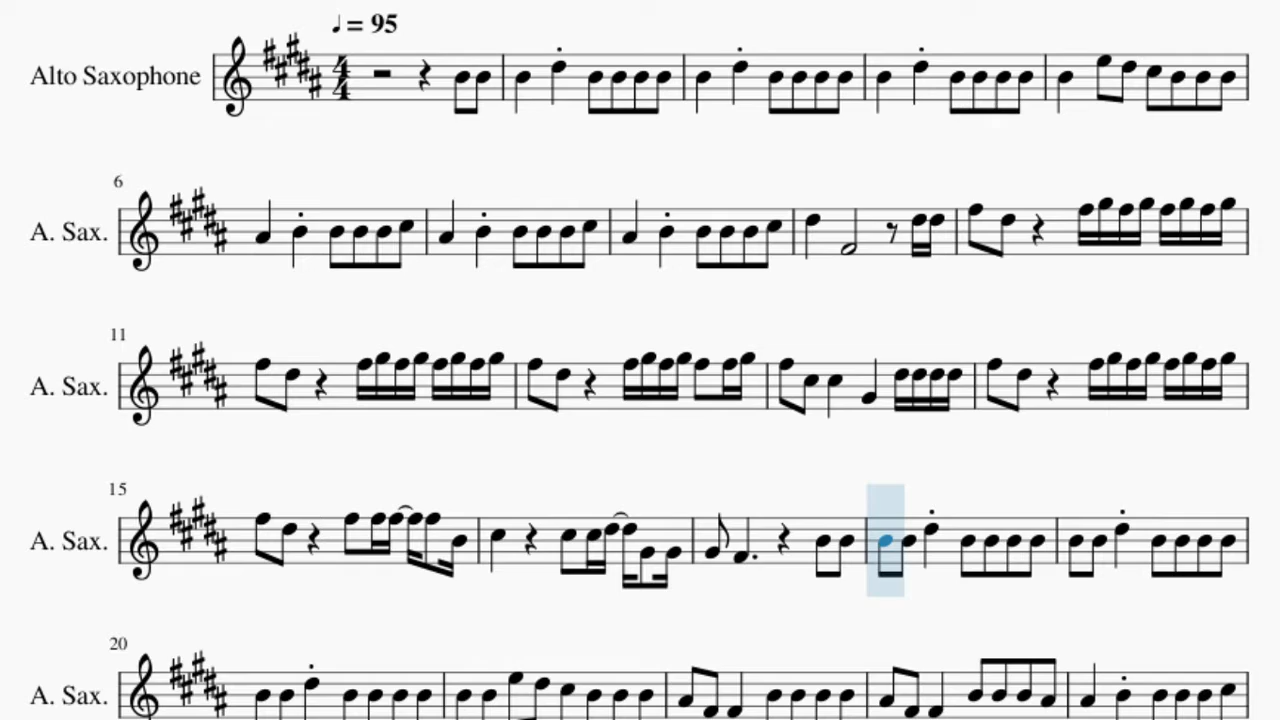 ♩ = 95
Alto Saxophone
4
4
6
A. Sax.
11
A. Sax.
15
A. Sax.
20
A. Sax.